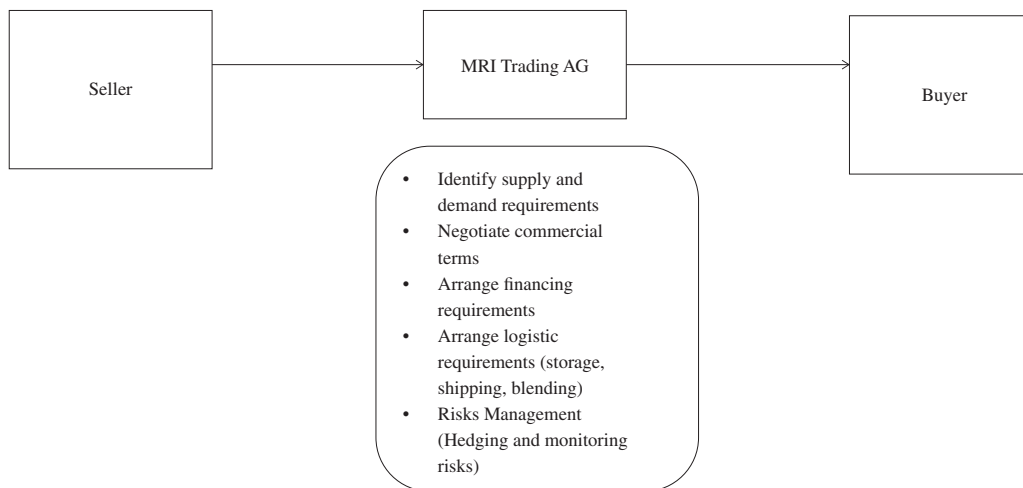 Seller
MRI Trading AG
Buyer
• Identify supply and
demand requirements
• Negotiate commercial
terms
• Arrange financing
requirements
• Arrange logistic
requirements (storage,
shipping, blending)
• Risks Management
(Hedging and monitoring
risks)